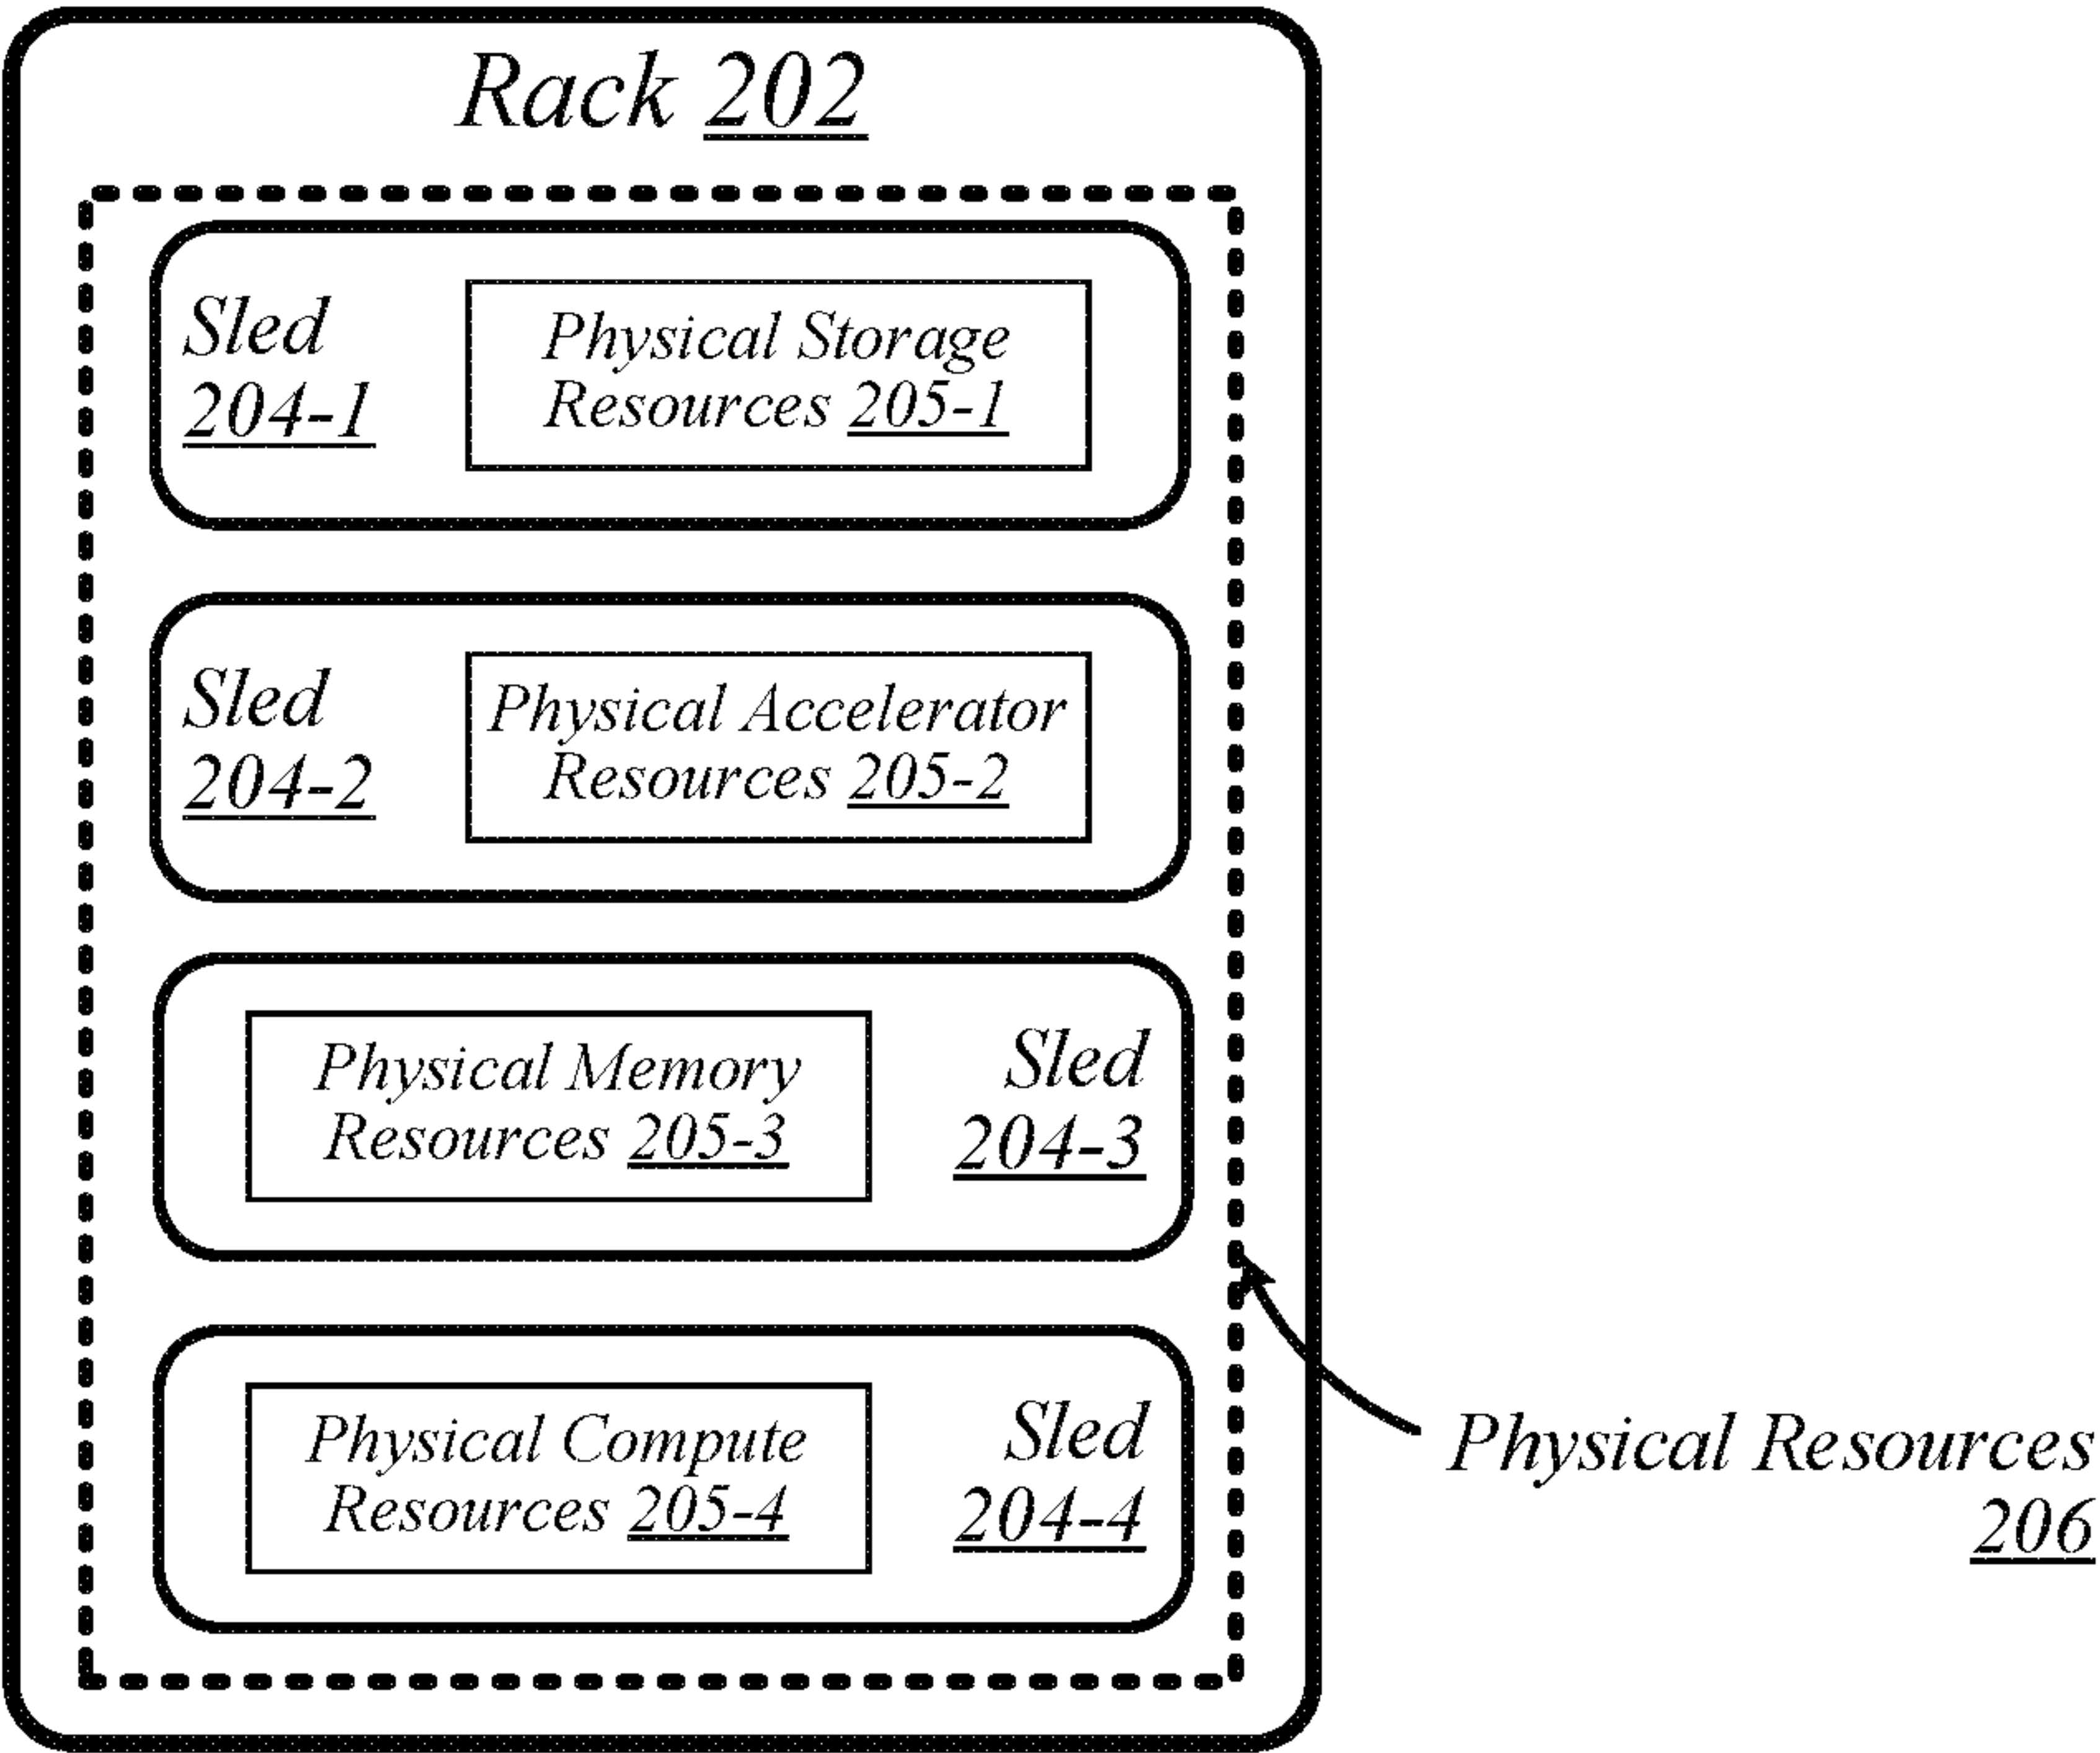 Rack 202
Sled
204-1
Physical Storage
Resources 205-1
Sled
204-2
Physical Accelerator
Resources 205-2
Physical Memory
Resources 205-3
Sled
204-3
Physical Compute
Resources 205-4
Sled
204-4
Physical Resources
206